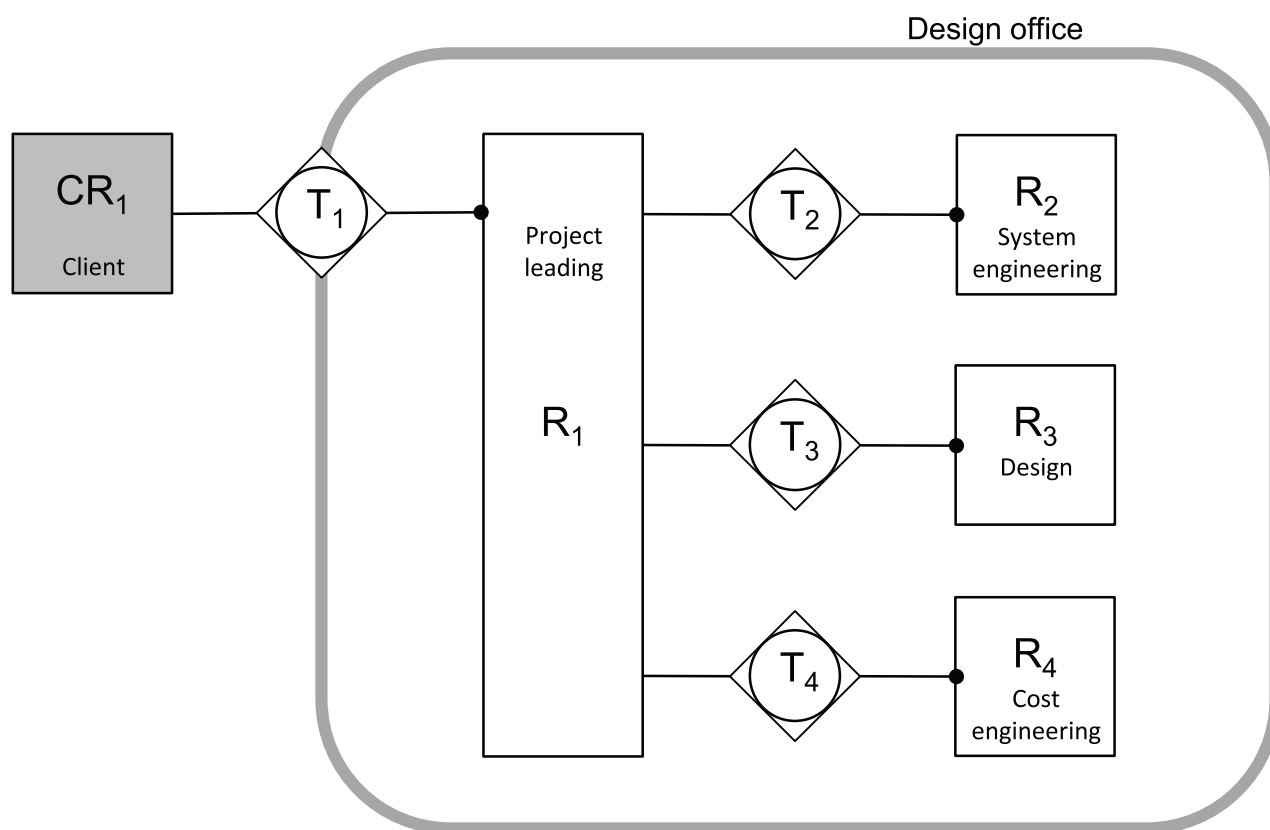 Design office
CR₁
Client
T₁
Project
leading
R₁
T₂
R₂
System
engineering
T₃
R₃
Design
T₄
R₄
Cost
engineering